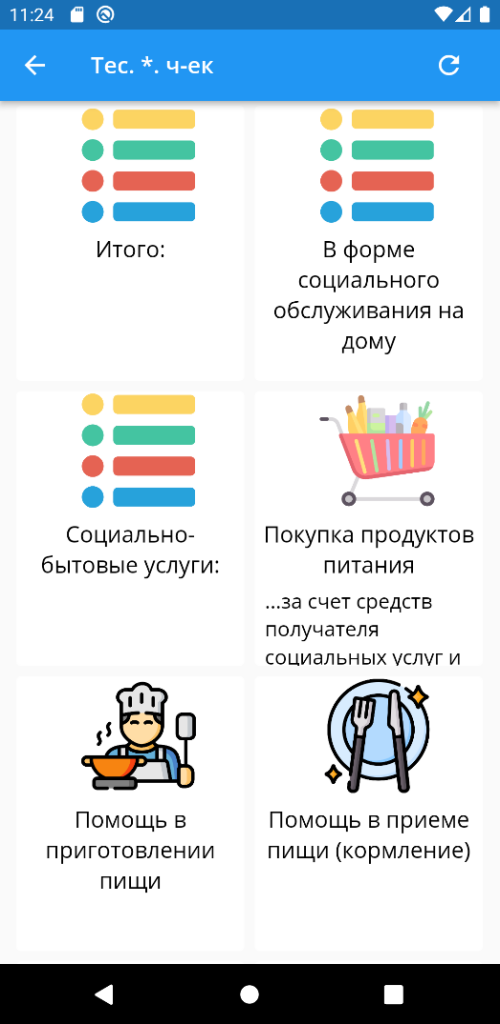 11:24
Тес. *. ч-ек
Итого:
В форме
социального
обслуживания на
дому
Социально-
бытовые услуги:
Покупка продуктов
питания
...за счет средств
получателя
социальных услуг и
Помощь в
приготовлении
пищи
Помощь в приеме
пищи (кормление)